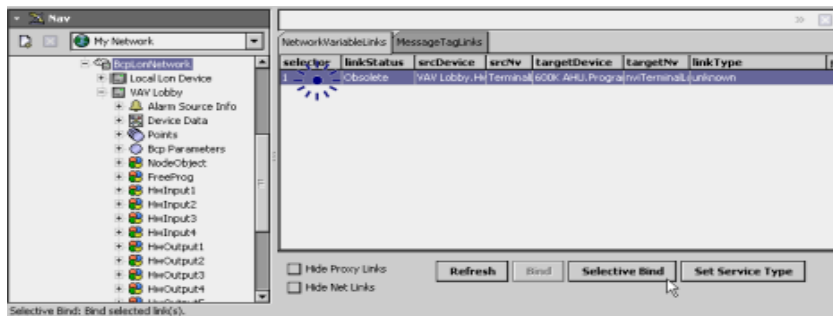 Nav
My Network
BcpLonNetwork
Local Lon Device
VAV Lobby
Alarm Source Info
Device Data
Points
Bcp Parameters
NodeObject
FreeProg
HwInput1
HwInput2
HwInput3
HwInput4
HwOutput1
HwOutput2
HwOutput3
HwOutput4
NetworkVariableLinks MessageTagLinks
selector linkStatus srcDevice srcNv targetDevice targetNv linkType
1 Obsolete VAV Lobby.Hw Terminal 600K AHU.Progra nviTerminalL unknown
Hide Proxy Links Refresh Bind Selective Bind Set Service Type
Hide Net Links
Selective Bind: Bind selected link(s).